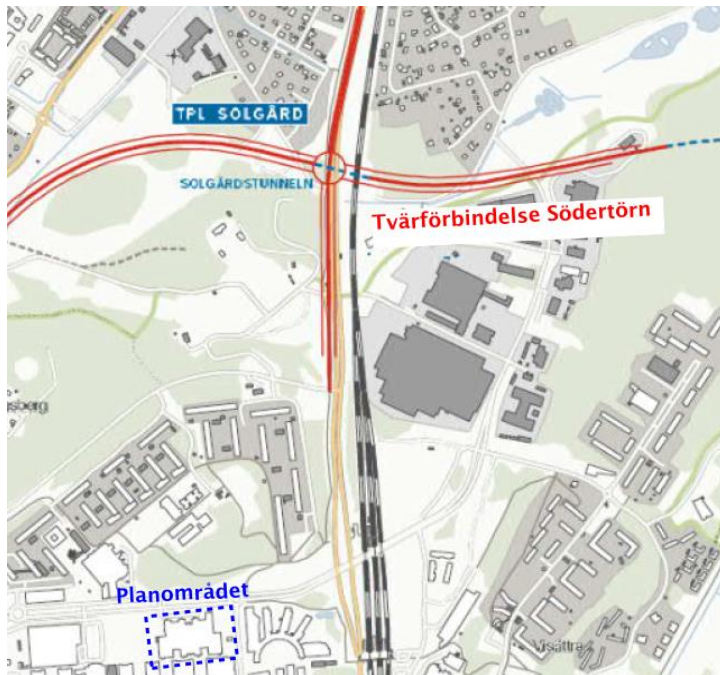 TPL SOLGÅRD
SOLGÅRDSTUNNELN
Tvärförbindelse Södertörn
Planområdet
Visättra